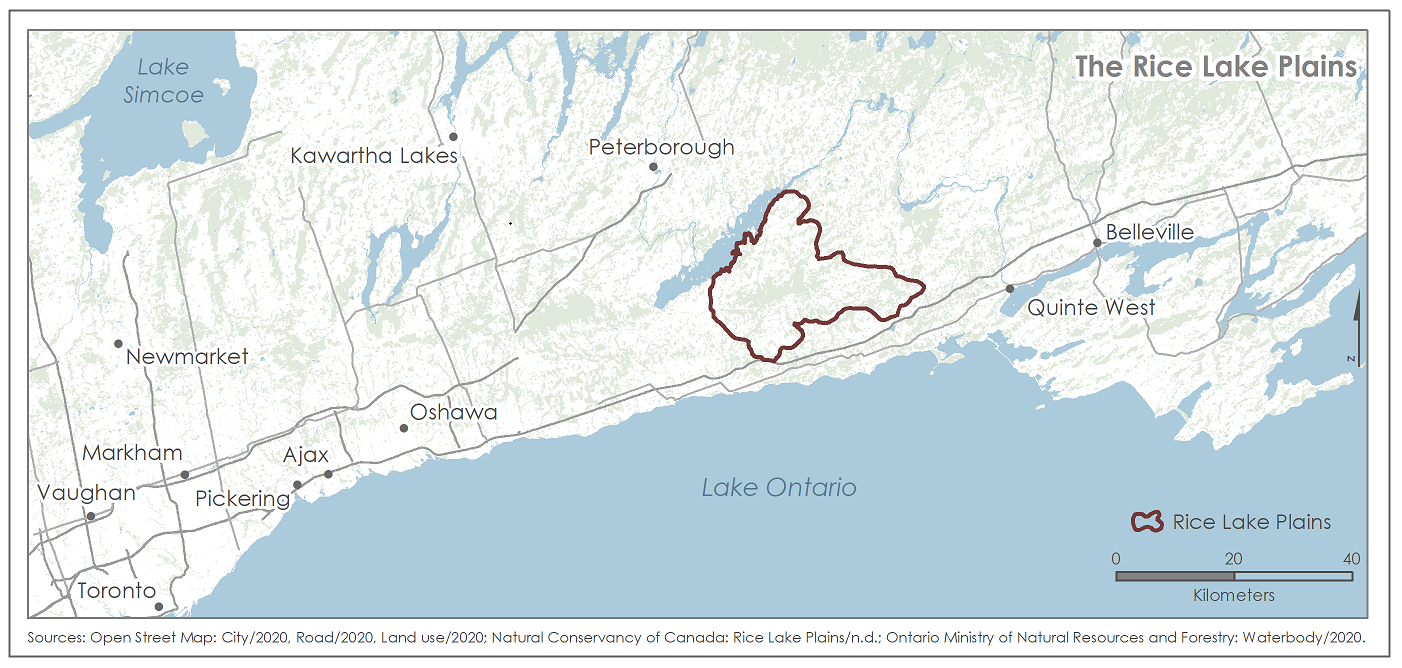 The Rice Lake Plains
Lake
Simcoe
Kawartha Lakes
Peterborough
Belleville
Quinte West
N
Newmarket
Oshawa
Markham
Ajax
Vaughan
Pickering
Lake Ontario
Rice Lake Plains
0 20 40
Kilometers
Toronto
Sources: Open Street Map: City/2020, Road/2020, Land use/2020; Natural Conservancy of Canada: Rice Lake Plains/n.d.; Ontario Ministry of Natural Resources and Forestry: Waterbody/2020.